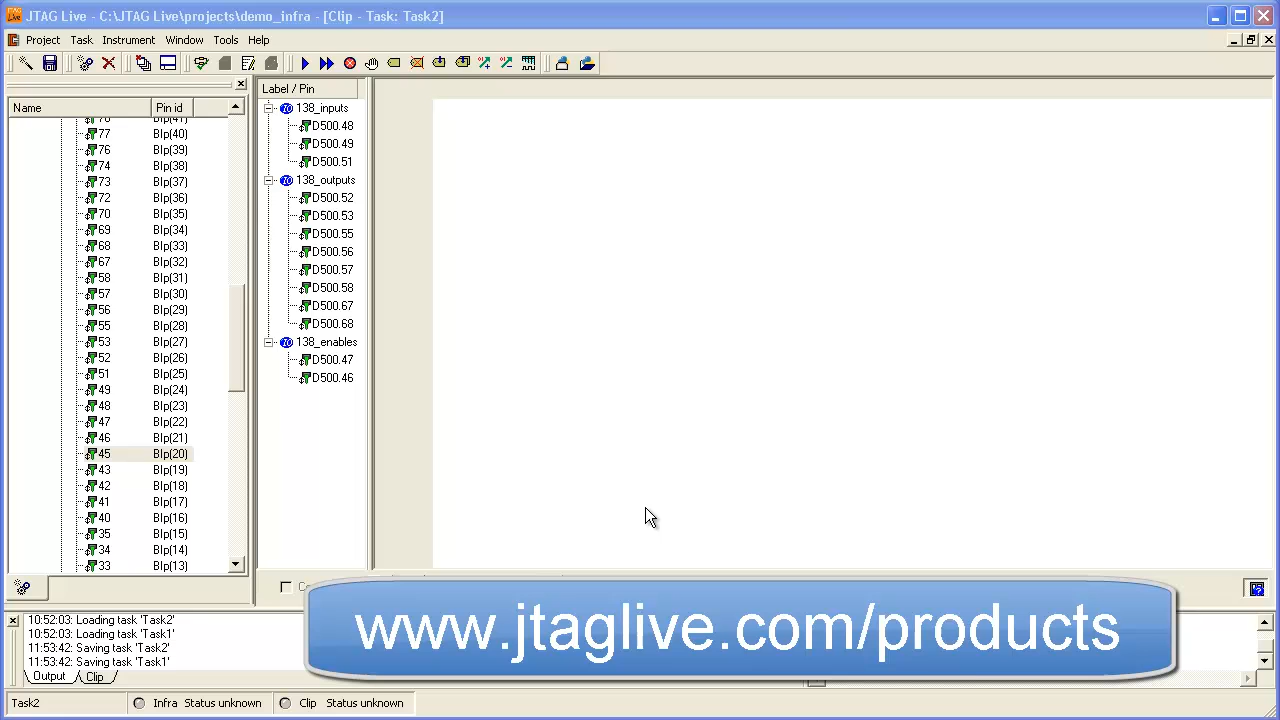 JTAG Live - C:\JTAG Live\projects\demo_infra - [Clip - Task: Task2]
Project Task Instrument Window Tools Help
Name Pin id
77 BIp(40)
76 BIp(39)
74 BIp(38)
73 BIp(37)
72 BIp(36)
70 BIp(35)
69 BIp(34)
68 BIp(33)
67 BIp(32)
58 BIp(31)
57 BIp(30)
56 BIp(29)
55 BIp(28)
53 BIp(27)
52 BIp(26)
51 BIp(25)
49 BIp(24)
48 BIp(23)
47 BIp(22)
46 BIp(21)
45 BIp(20)
43 BIp(19)
42 BIp(18)
41 BIp(17)
40 BIp(16)
35 BIp(15)
34 BIp(14)
33 BIp(13)
Label / Pin
138_inputs
D500.48
D500.49
D500.51
138_outputs
D500.52
D500.53
D500.55
D500.56
D500.57
D500.58
D500.67
D500.68
138_enables
D500.47
D500.46
www.jtaglive.com/products
10:52:03: Loading task 'Task2'
10:52:03: Loading task 'Task1'
11:53:42: Saving task 'Task2'
11:53:42: Saving task 'Task1'
Output Clip
Task2 Infra Status unknown Clip Status unknown